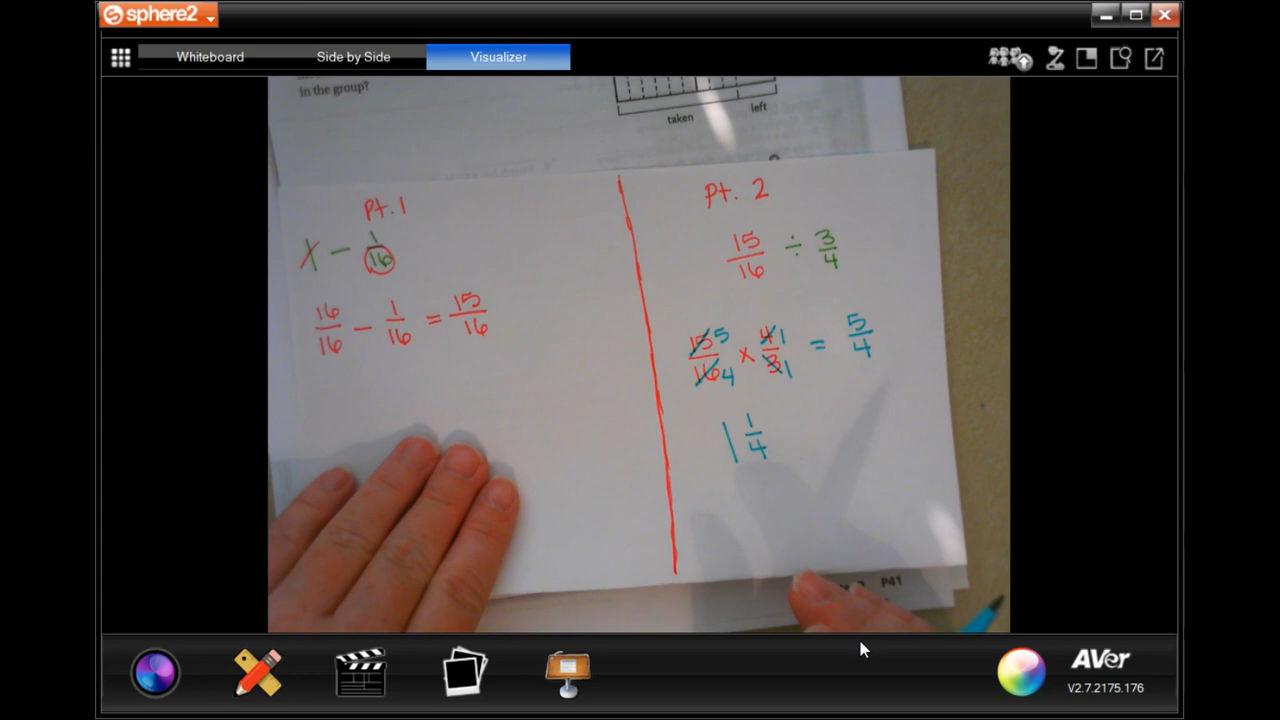 sphere2
Whiteboard Side by Side Visualizer
in the group?
taken left
Pt. 1
1/16
16/16 - 1/16 = 15/16
Pt. 2
15/16 ÷ 3/4
15/16 5 4 x 4/3 1 1 = 5/4
1 1/4
P41
AVer
V2.7.2175.176